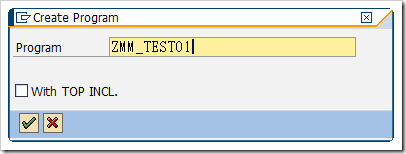 Create Program
Program ZMM_TEST01
With TOP INCL.